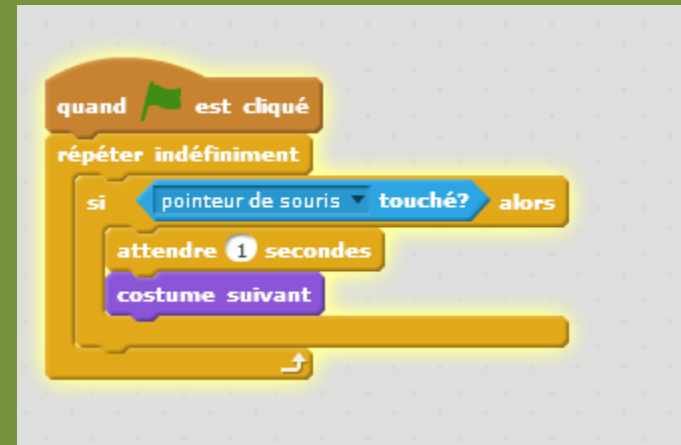 quand est cliqué
répéter indéfiniment
si pointeur de souris touché? alors
attendre 1 secondes
costume suivant